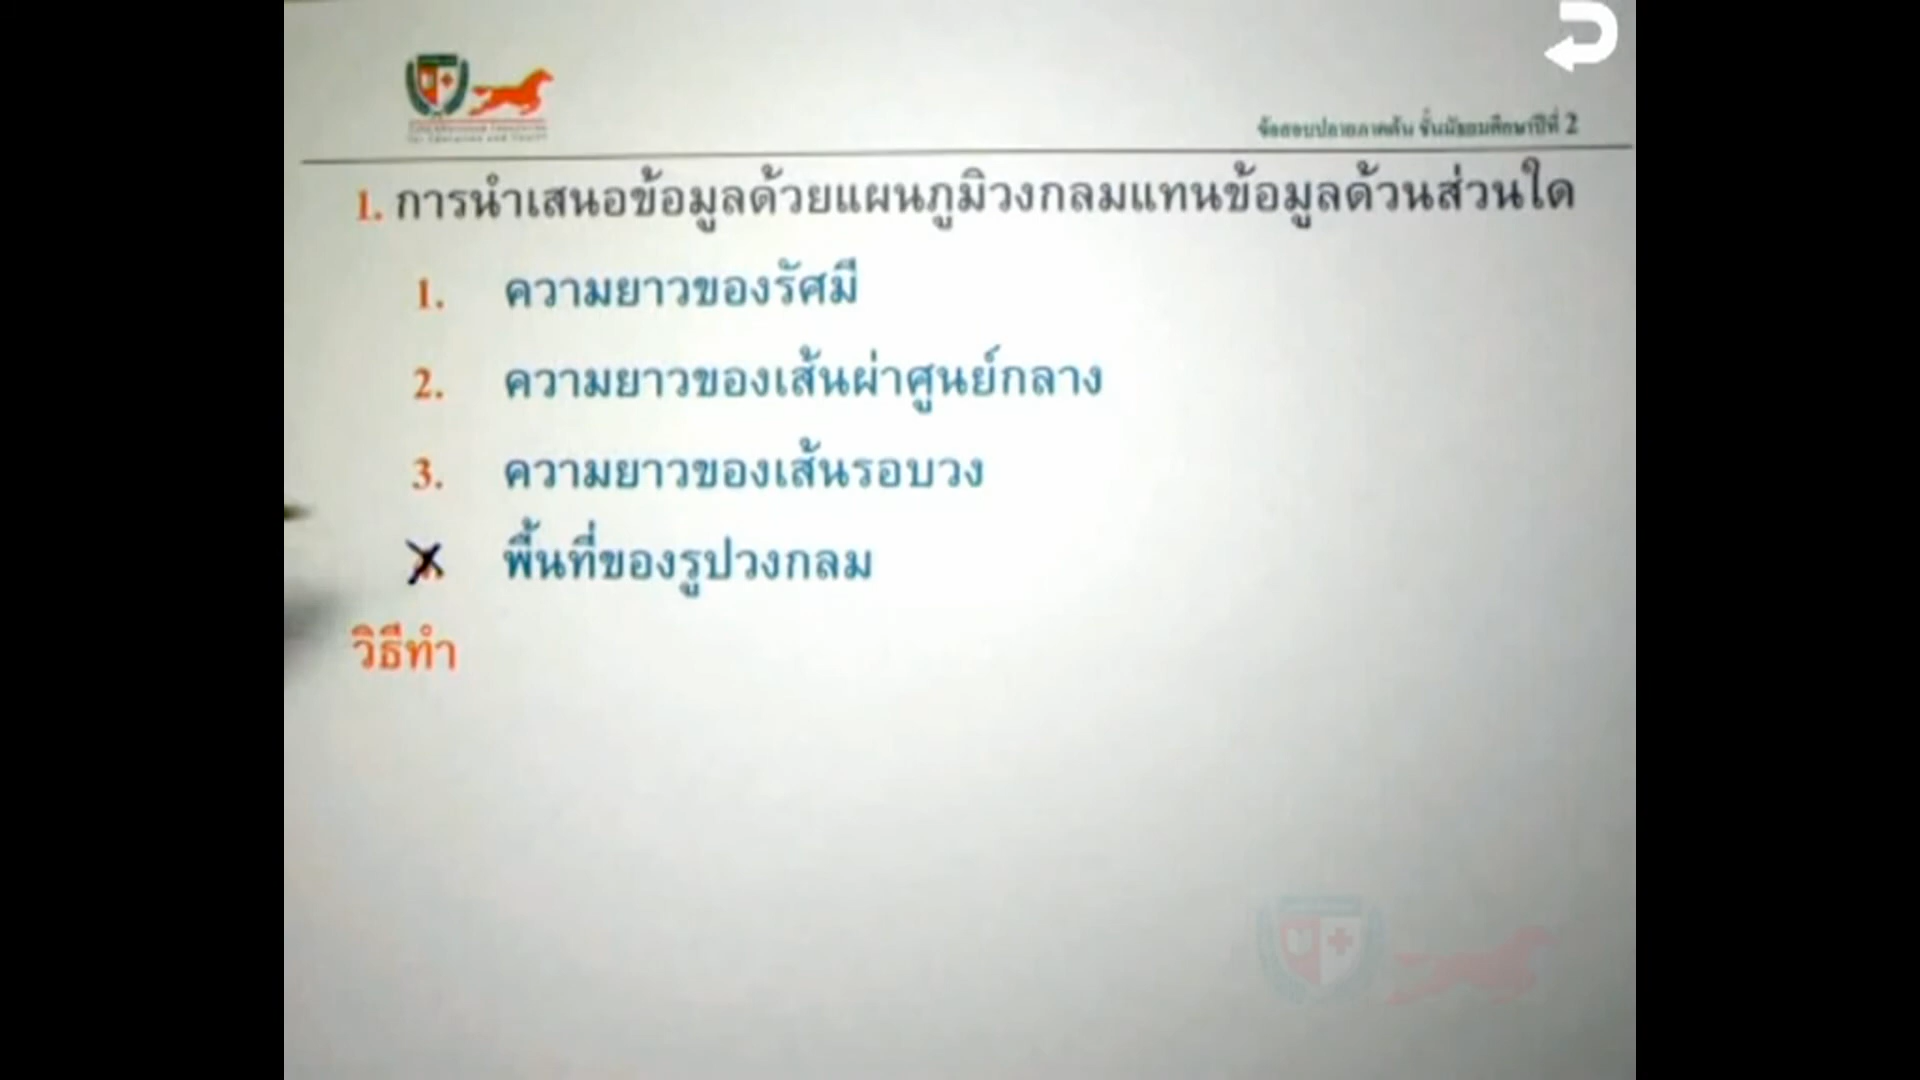 ข้อสอบปลายภาคต้น ชั้นมัธยมศึกษาปีที่ 2
1. การนำเสนอข้อมูลด้วยแผนภูมิวงกลมแทนข้อมูลด้วนส่วนใด
1. ความยาวของรัศมี
2. ความยาวของเส้นผ่าศูนย์กลาง
3. ความยาวของเส้นรอบวง
พื้นที่ของรูปวงกลม
วิธีทำ